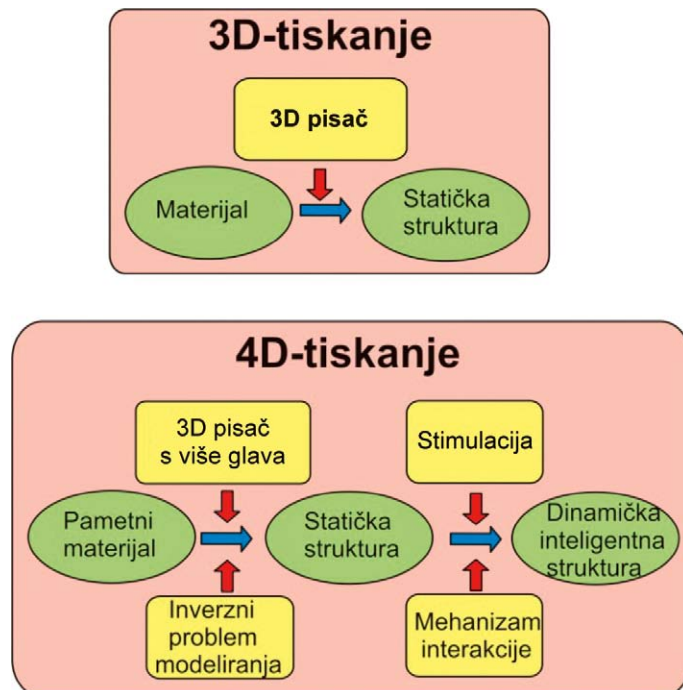 3D-tiskanje
3D pisač
Materijal
Statička
struktura
4D-tiskanje
3D pisač
s više glava
Stimulacija
Pametni
materijal
Statička
struktura
Dinamička
inteligentna
struktura
Inverzni
problem
modeliranja
Mehanizam
interakcije